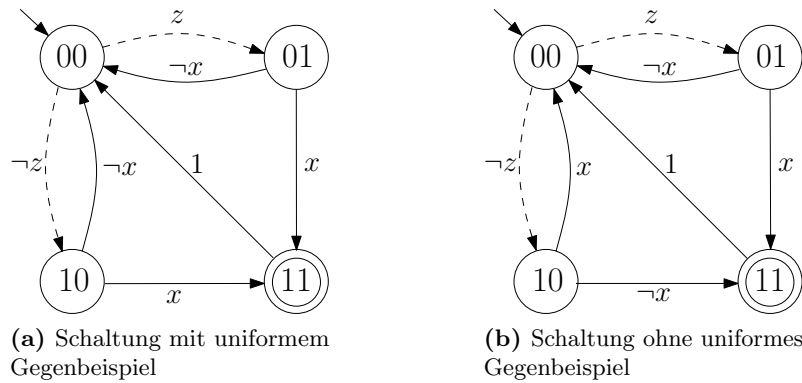 z
00
01
¬x
¬z
¬x
1
x
10
11
x
(a) Schaltung mit uniformem
Gegenbeispiel
z
00
01
¬x
¬z
x
1
x
10
11
¬x
(b) Schaltung ohne uniformes
Gegenbeispiel